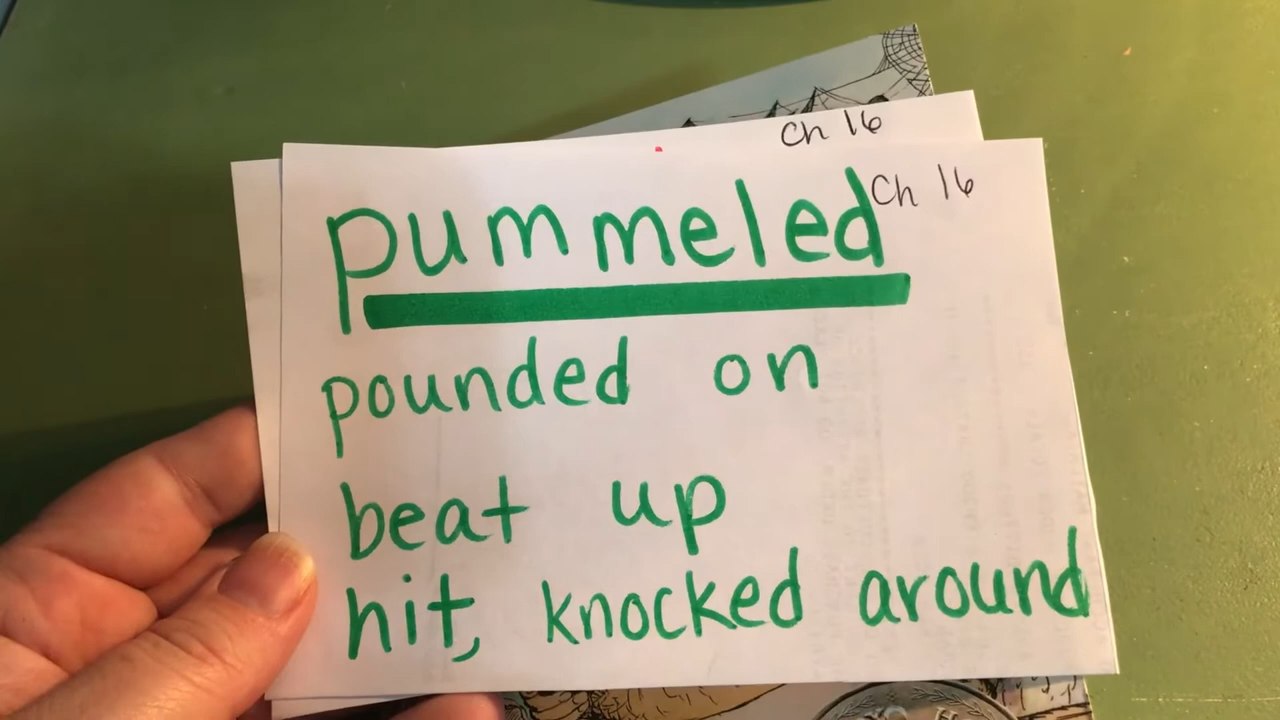 Ch 16
Ch 16
pummeled
pounded on
beat up
hit, knocked around